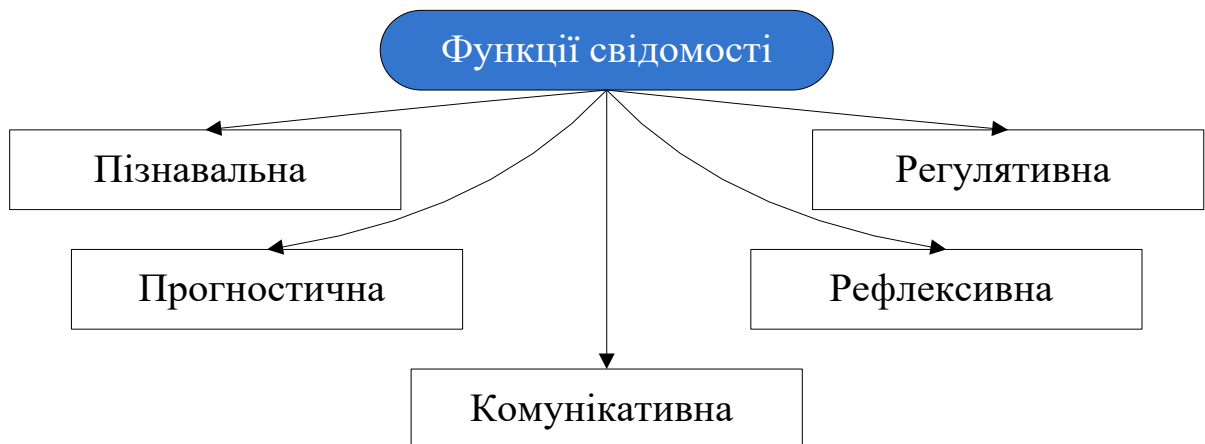 Функції свідомості
Пізнавальна
Регулятивна
Прогностична
Рефлексивна
Комунікативна